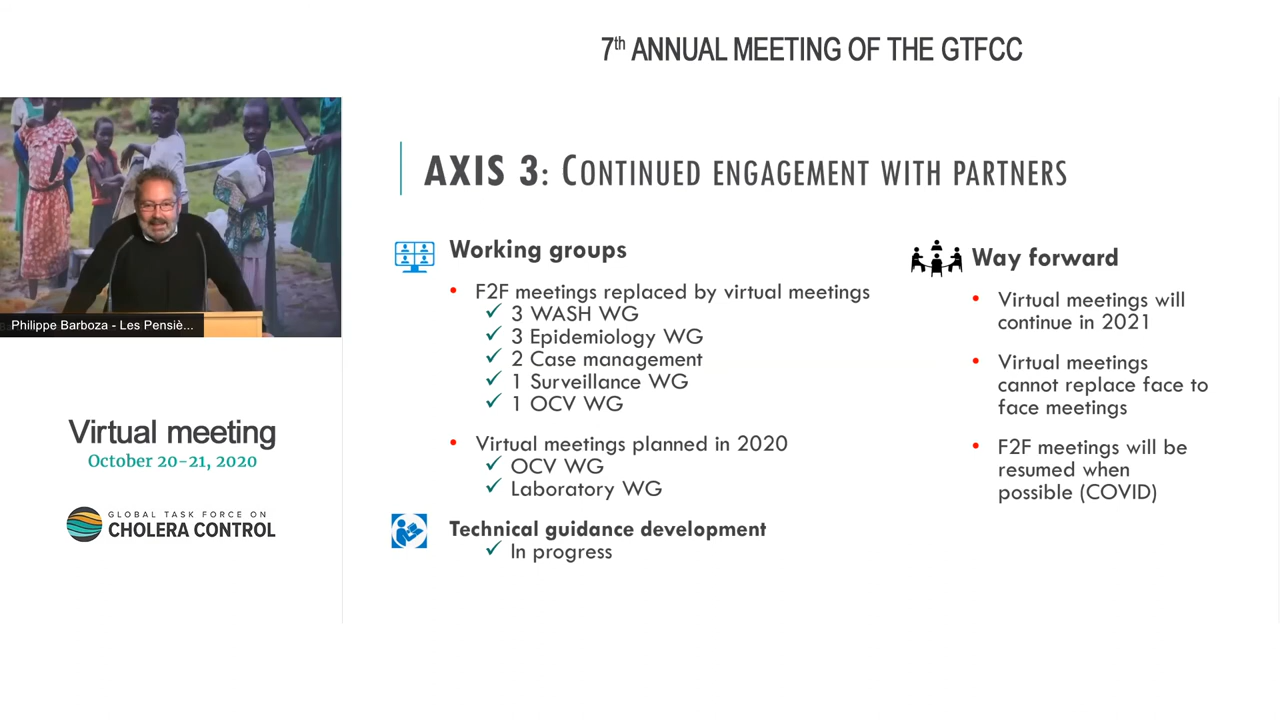 7th ANNUAL MEETING OF THE GTFCC
Philippe Barboza - Les Pensiè...
Virtual meeting
October 20-21, 2020
GLOBAL TASK FORCE ON
CHOLERA CONTROL
AXIS 3: CONTINUED ENGAGEMENT WITH PARTNERS
Working groups
• F2F meetings replaced by virtual meetings
✓ 3 WASH WG
✓ 3 Epidemiology WG
✓ 2 Case management
✓ 1 Surveillance WG
✓ 1 OCV WG
• Virtual meetings planned in 2020
✓ OCV WG
✓ Laboratory WG
Technical guidance development
✓ In progress
Way forward
• Virtual meetings will
continue in 2021
• Virtual meetings
cannot replace face to
face meetings
• F2F meetings will be
resumed when
possible (COVID)